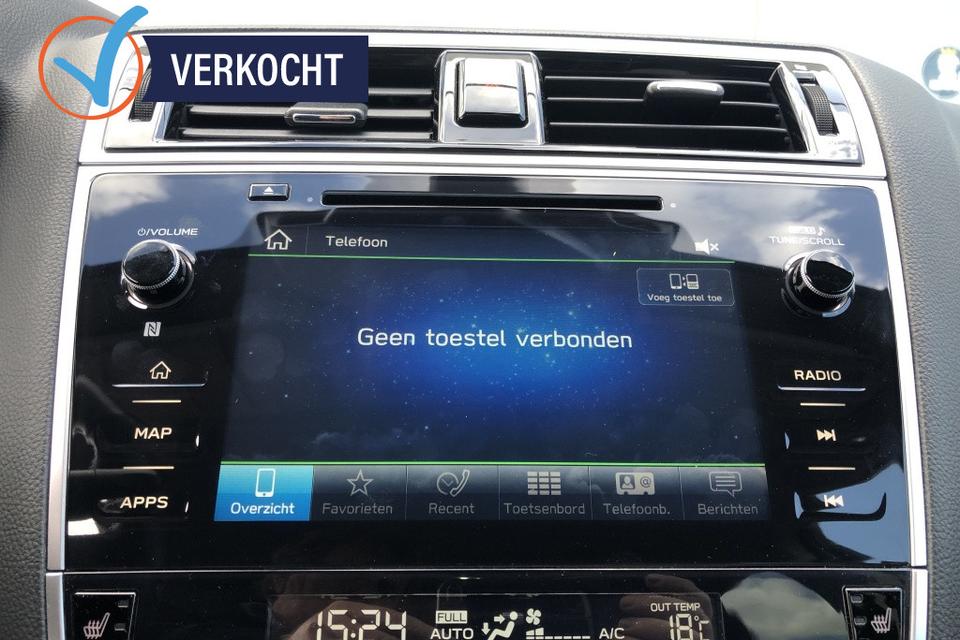 VERKOCHT
/VOLUME
Telefoon
TUNE/SCROLL
Voeg toestel toe
Geen toestel verbonden
RADIO
MAP
APPS
Overzicht
Favorieten
Recent
Toetsenbord
Telefoonb.
Berichten
15:24
FULL
AUTO
A/C
OUT TEMP
18°C